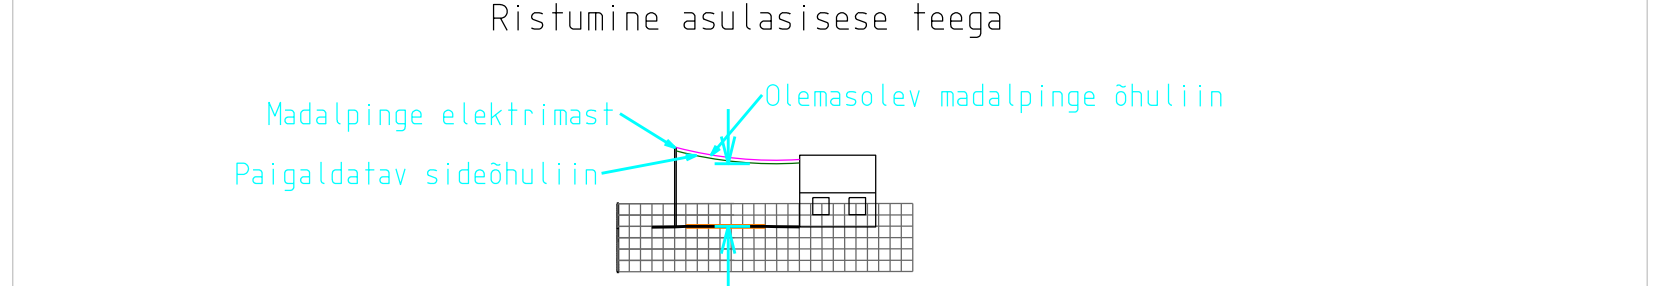 Ristumine asulasisese teega
Olemasolev madalpinge õhuliin
Madalpinge elektrimast
Paigaldatav sideõhuliin